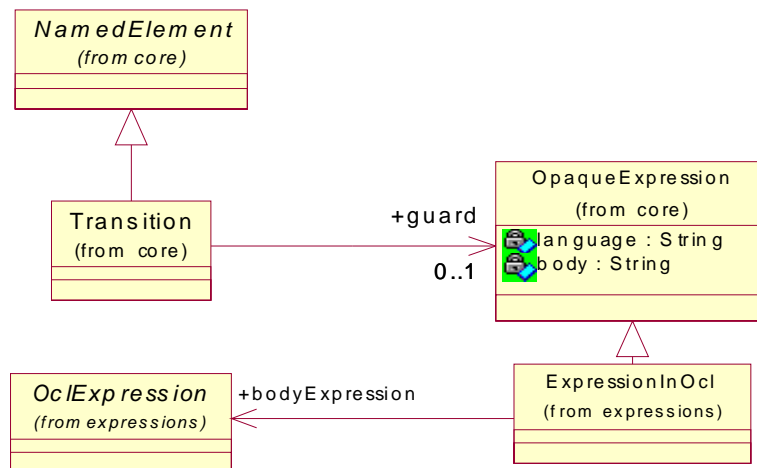 NamedElement
(from core)
Transition
(from core)
+guard
0..1
OpaqueExpression
(from core)
language : String
body : String
OclExpression
(from expressions)
+bodyExpression
ExpressionInOcl
(from expressions)